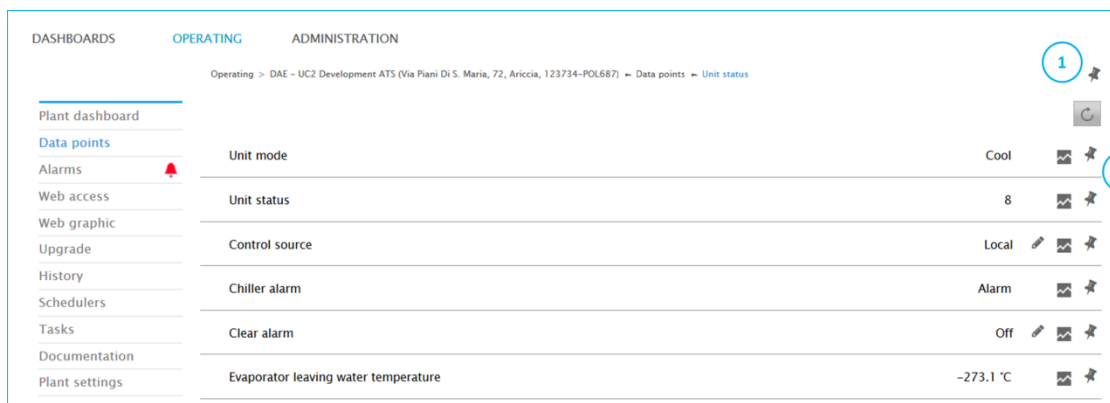 DASHBOARDS OPERATING ADMINISTRATION
Operating > DAE - UC2 Development ATS (Via Piani Di S. Maria, 72, Ariccia, 123734-POL687) ► Data points ► Unit status
1
Plant dashboard
Data points
Alarms
Web access
Web graphic
Upgrade
History
Schedulers
Tasks
Documentation
Plant settings
Unit mode Cool
Unit status 8
Control source Local
Chiller alarm Alarm
Clear alarm Off
Evaporator leaving water temperature -273.1 °C